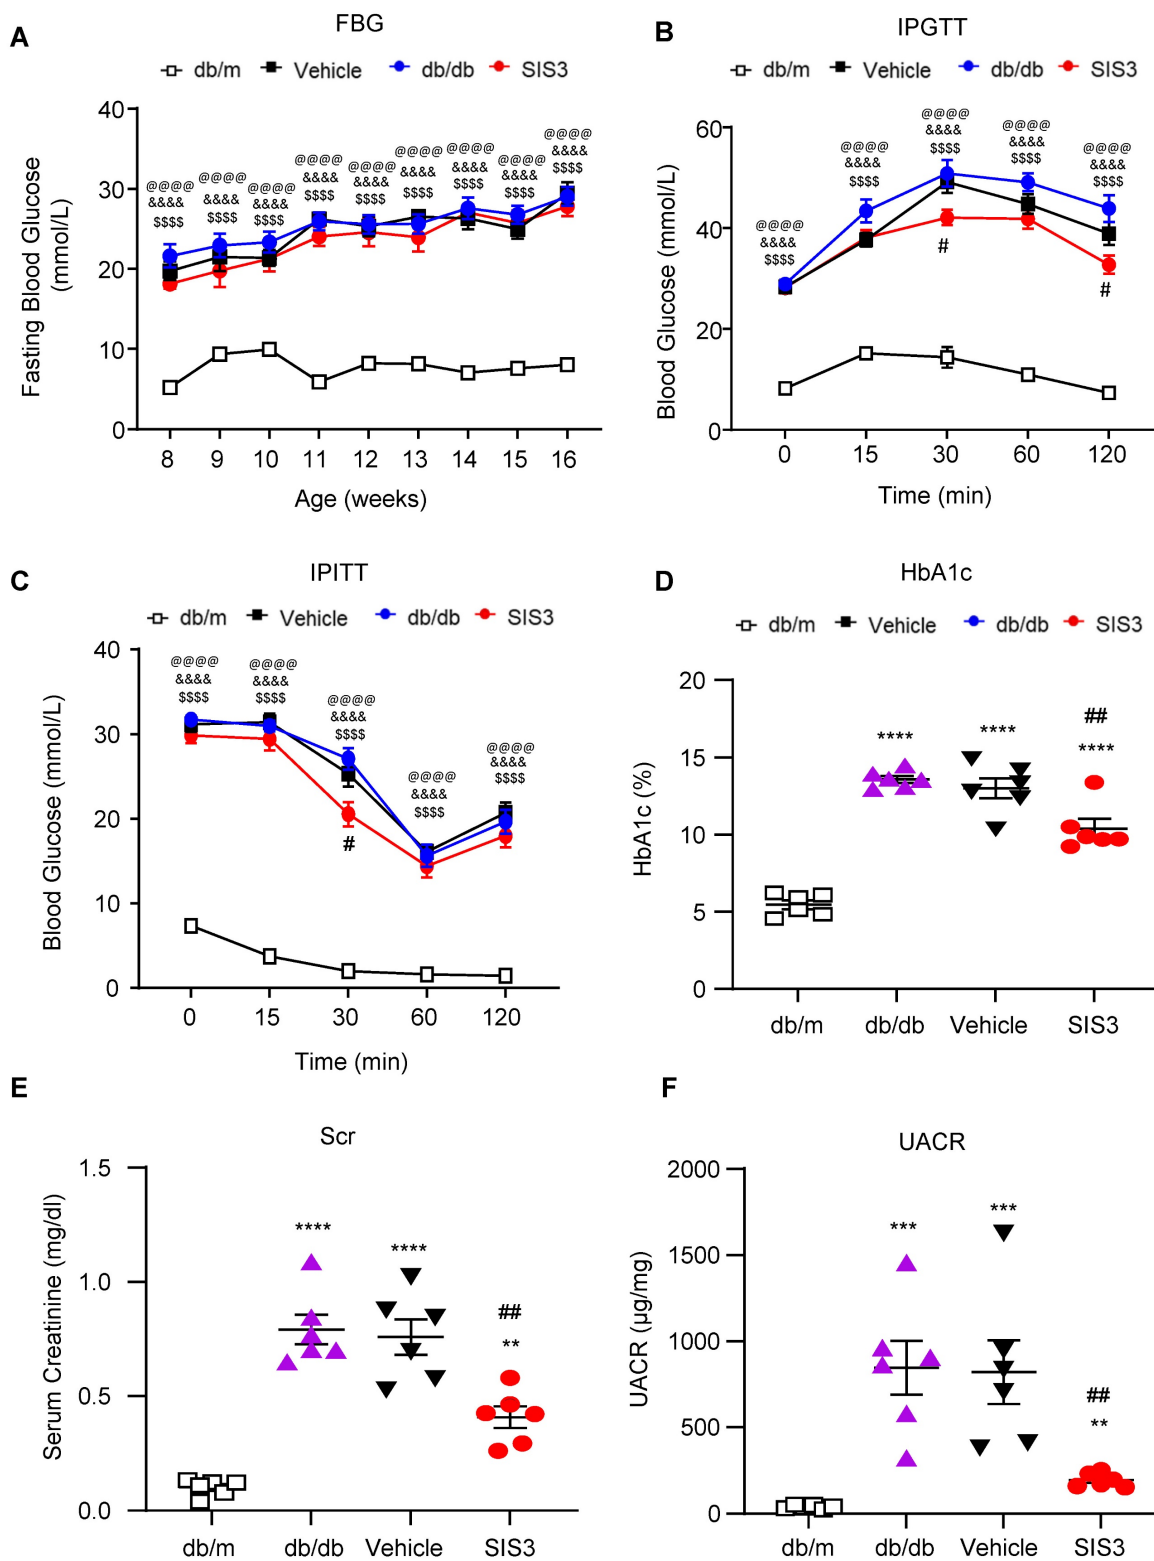 A
FBG
db/m Vehicle db/db SIS3
Fasting Blood Glucose
(mmol/L)
40
30
20
10
0
@@@@ @@@@ @@@@ @@@@ @@@@ @@@@ @@@@ @@@@ @@@@
&&&& &&&& &&&& &&&& &&&& &&&& &&&& &&&& &&&&
$$$$ $$$$ $$$$ $$$$ $$$$ $$$$ $$$$ $$$$ $$$$
8 9 10 11 12 13 14 15 16
Age (weeks)
B
IPGTT
db/m Vehicle db/db SIS3
Blood Glucose (mmol/L)
60
40
20
0
@@@@ @@@@ @@@@ @@@@ @@@@
&&&& &&&& &&&& &&&& &&&&
$$$$ $$$$ $$$$ $$$$ $$$$
# #
0 15 30 60 120
Time (min)
C
IPITT
db/m Vehicle db/db SIS3
Blood Glucose (mmol/L)
40
30
20
10
0
@@@@ @@@@ @@@@ @@@@ @@@@
&&&& &&&& &&&& &&&& &&&&
$$$$ $$$$ $$$$ $$$$ $$$$
#
0 15 30 60 120
Time (min)
D
HbA1c
db/m Vehicle db/db SIS3
HbA1c (%)
20
15
10
5
0
##
**** **** ****
db/m db/db Vehicle SIS3
E
Scr
Serum Creatinine (mg/dl)
1.5
1.0
0.5
0.0
**** ****
##
**
db/m db/db Vehicle SIS3
F
UACR
UACR (µg/mg)
2000
1500
1000
500
0
*** ***
##
**
db/m db/db Vehicle SIS3